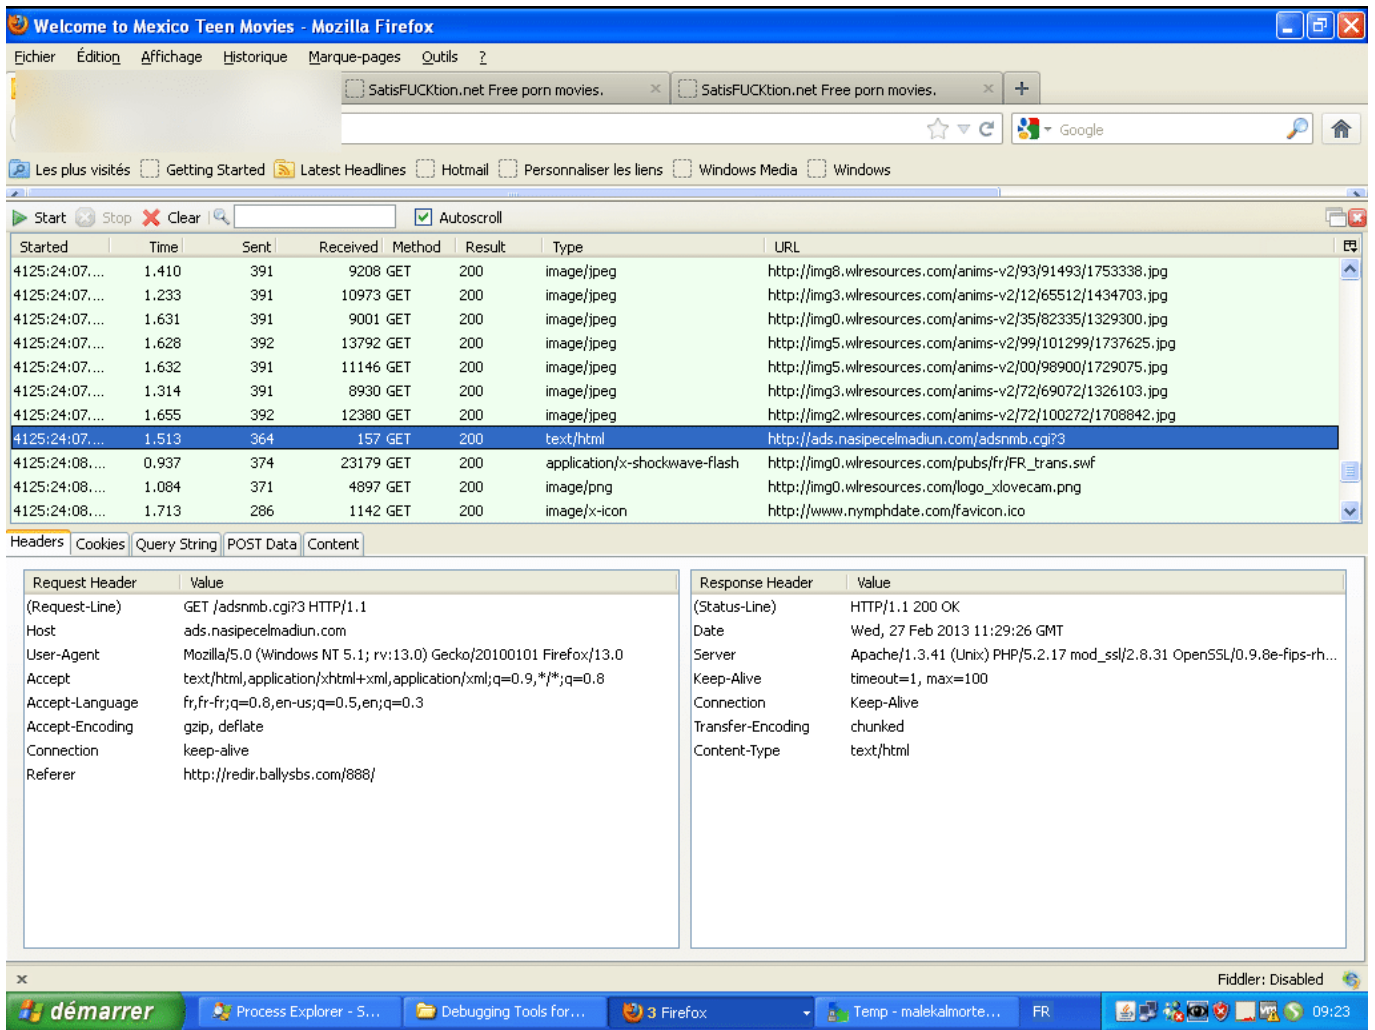 Welcome to Mexico Teen Movies - Mozilla Firefox
Fichier Édition Affichage Historique Marque-pages Outils ?
SatisFUCKtion.net Free porn movies. × SatisFUCKtion.net Free porn movies. × +
Google
Les plus visités Getting Started Latest Headlines Hotmail Personnaliser les liens Windows Media Windows
Start Stop Clear Autoscroll
Started Time Sent Received Method Result Type URL
4125:24:07.... 1.410 391 9208 GET 200 image/jpeg http://img8.wlresources.com/anims-v2/93/91493/1753338.jpg
4125:24:07.... 1.233 391 10973 GET 200 image/jpeg http://img3.wlresources.com/anims-v2/12/65512/1434703.jpg
4125:24:07.... 1.631 391 9001 GET 200 image/jpeg http://img0.wlresources.com/anims-v2/35/82335/1329300.jpg
4125:24:07.... 1.628 392 13792 GET 200 image/jpeg http://img5.wlresources.com/anims-v2/99/101299/1737625.jpg
4125:24:07.... 1.632 391 11146 GET 200 image/jpeg http://img5.wlresources.com/anims-v2/00/98900/1729075.jpg
4125:24:07.... 1.314 391 8930 GET 200 image/jpeg http://img3.wlresources.com/anims-v2/72/69072/1326103.jpg
4125:24:07.... 1.655 392 12380 GET 200 image/jpeg http://img2.wlresources.com/anims-v2/72/100272/1708842.jpg
4125:24:07.... 1.513 364 157 GET 200 text/html http://ads.nasipecelmadiun.com/adsnmb.cgi?3
4125:24:08.... 0.937 374 23179 GET 200 application/x-shockwave-flash http://img0.wlresources.com/pubs/fr/FR_trans.swf
4125:24:08.... 1.084 371 4897 GET 200 image/png http://img0.wlresources.com/logo_xlovecam.png
4125:24:08.... 1.713 286 1142 GET 200 image/x-icon http://www.nymphdate.com/favicon.ico
Headers Cookies Query String POST Data Content
Request Header Value Response Header Value
(Request-Line) GET /adsnmb.cgi?3 HTTP/1.1 (Status-Line) HTTP/1.1 200 OK
Host ads.nasipecelmadiun.com Date Wed, 27 Feb 2013 11:29:26 GMT
User-Agent Mozilla/5.0 (Windows NT 5.1; rv:13.0) Gecko/20100101 Firefox/13.0 Server Apache/1.3.41 (Unix) PHP/5.2.17 mod_ssl/2.8.31 OpenSSL/0.9.8e-fips-rh...
Accept text/html,application/xhtml+xml,application/xml;q=0.9,*/*;q=0.8 Keep-Alive timeout=1, max=100
Accept-Language fr,fr-fr;q=0.8,en-us;q=0.5,en;q=0.3 Connection Keep-Alive
Accept-Encoding gzip, deflate Transfer-Encoding chunked
Connection keep-alive Content-Type text/html
Referer http://redir.ballysbs.com/888/
× Fiddler: Disabled
démarrer Process Explorer - S... Debugging Tools for... 3 Firefox Temp - malekalmorte... FR 09:23